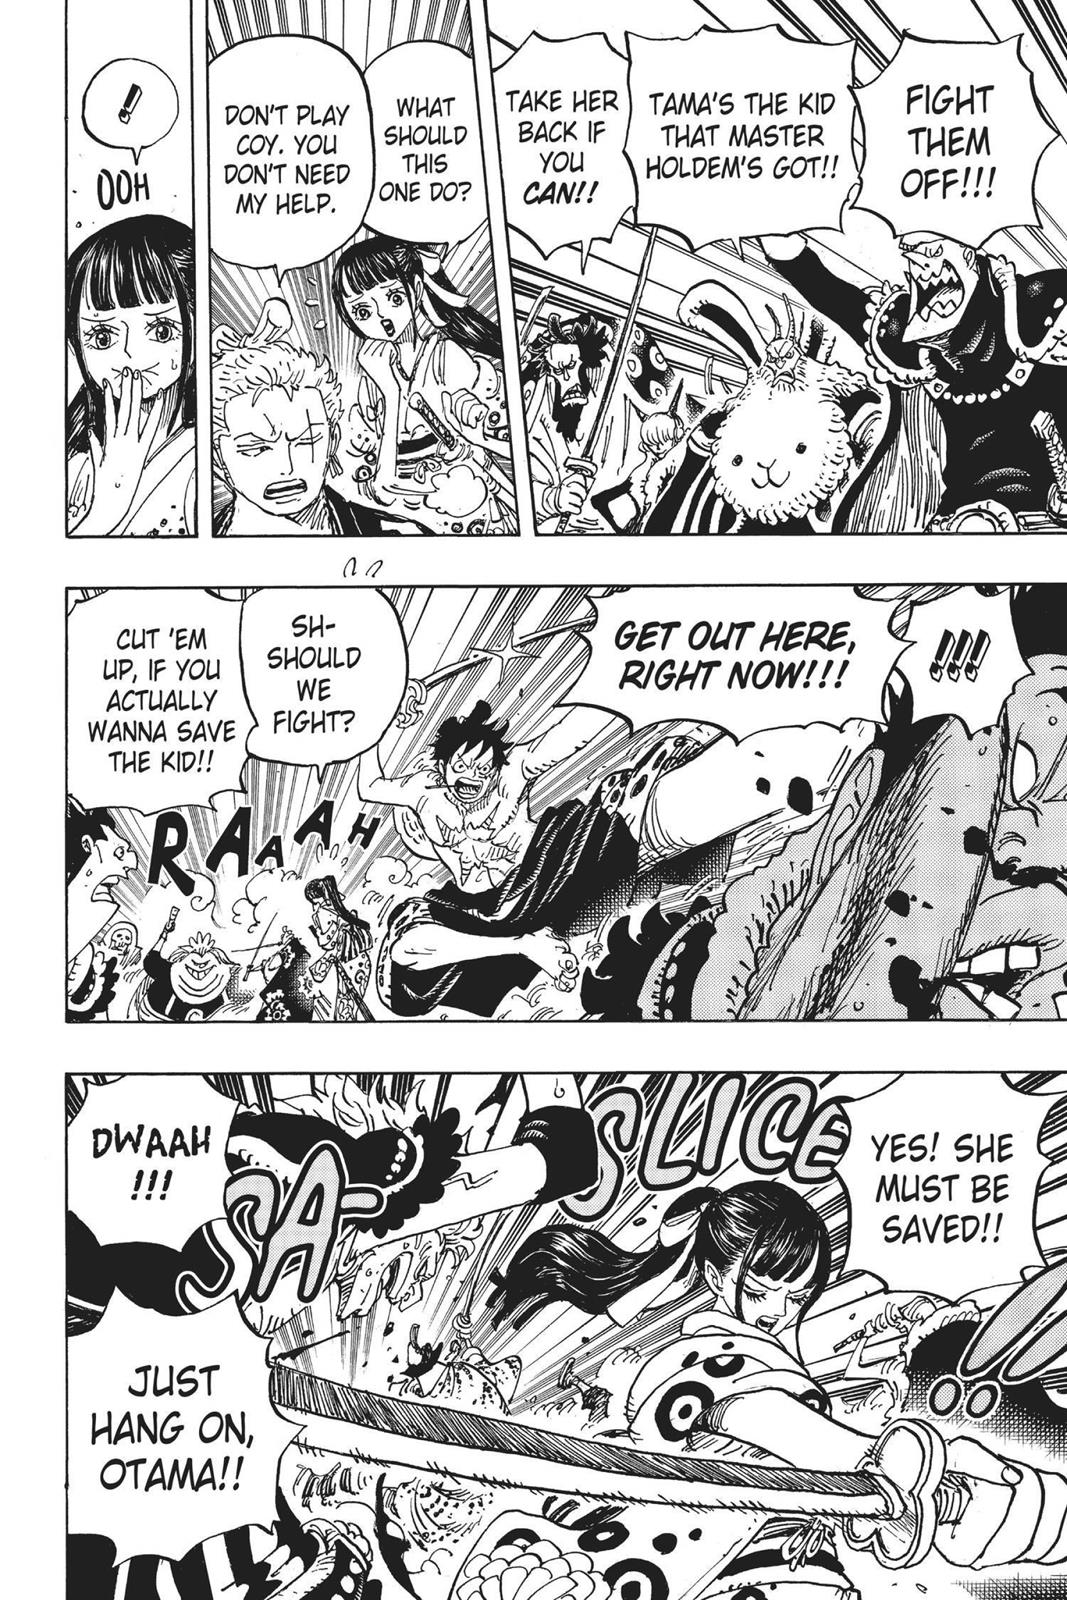 FIGHT
THEM
OFF!!!
TAMA'S THE KID
THAT MASTER
HOLDEM'S GOT!!
TAKE HER
BACK IF
YOU
CAN!!
WHAT
SHOULD
THIS
ONE DO?
DON'T PLAY
COY. YOU
DON'T NEED
MY HELP.
!
OOH
!!!
GET OUT HERE,
RIGHT NOW!!!
SH-
SHOULD
WE
FIGHT?
CUT 'EM
UP, IF YOU
ACTUALLY
WANNA SAVE
THE KID!!
RAAAH
YES! SHE
MUST BE
SAVED!!
SLICE
SA-
DWAAH
!!!
JUST
HANG ON,
OTAMA!!